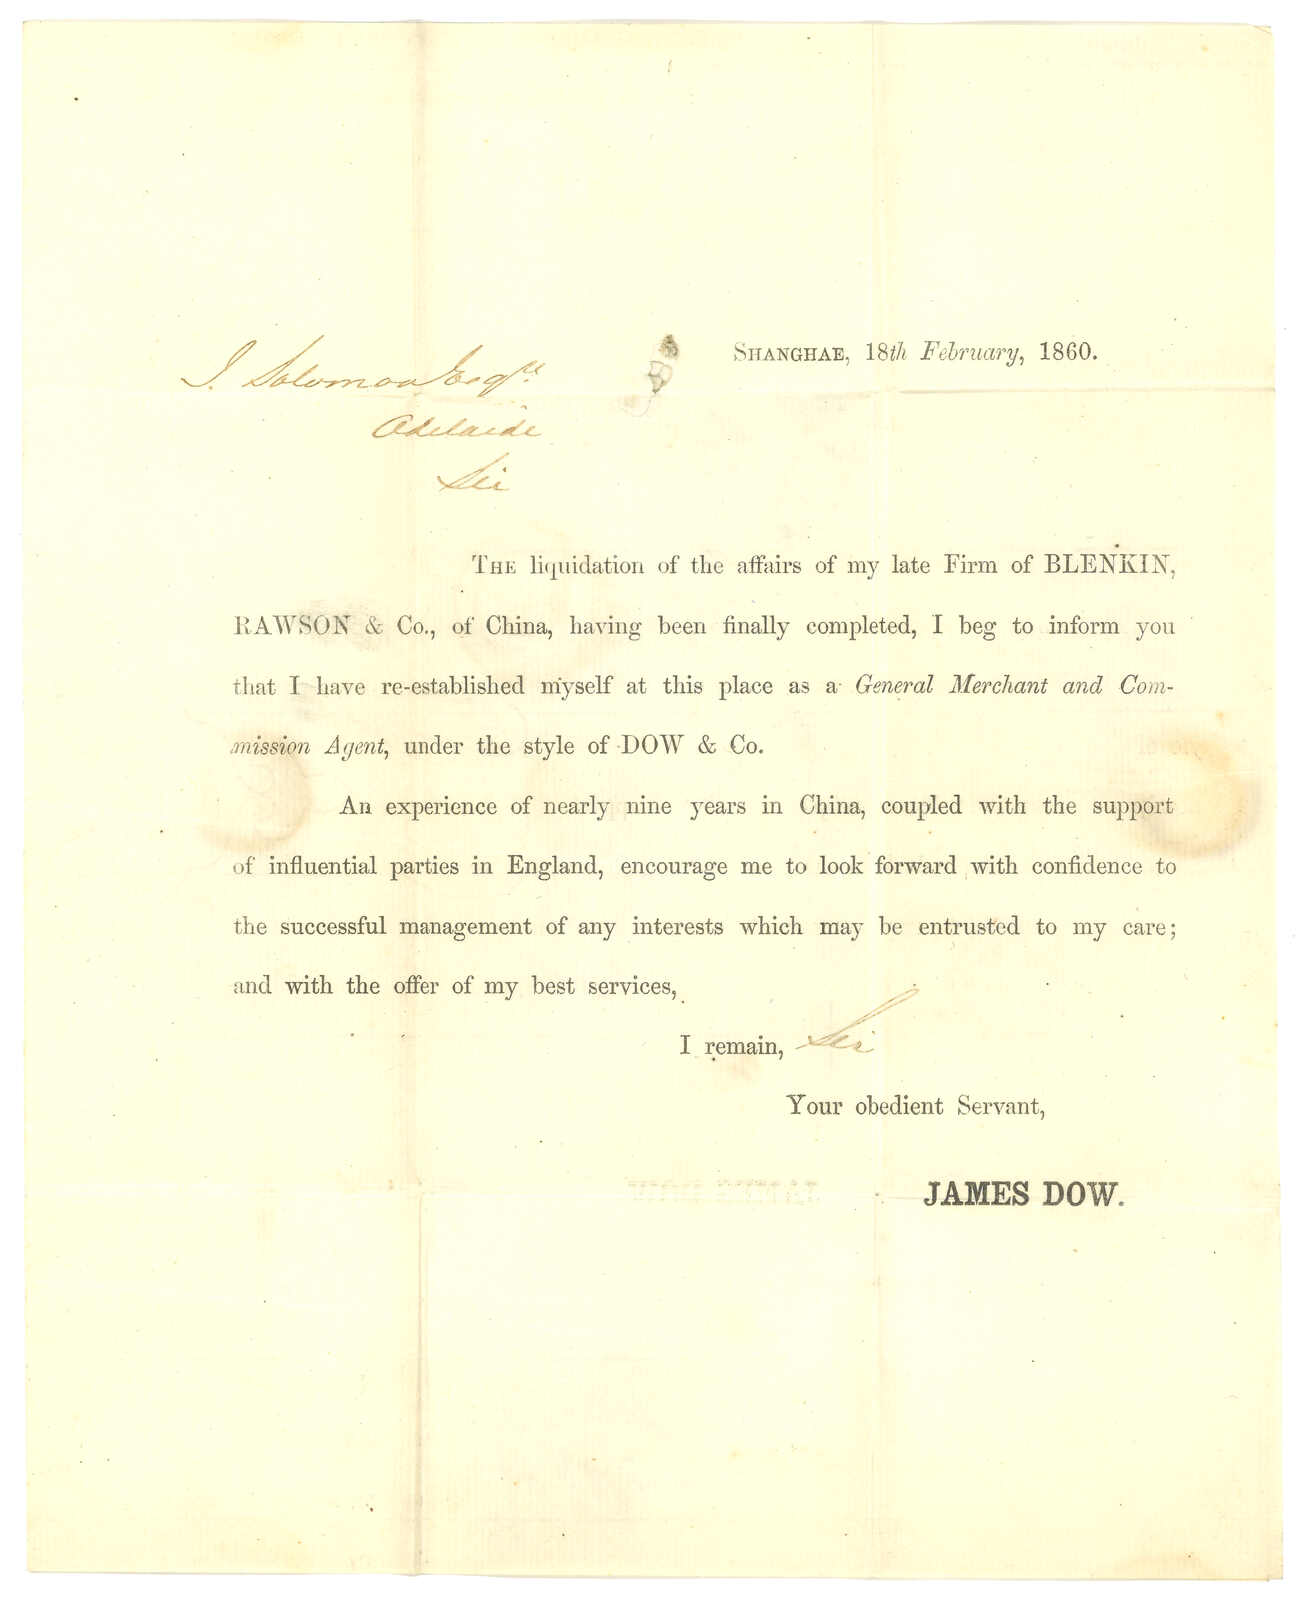 SHANGHAE, 18th February, 1860.
J. Solomon Esqre.
Adelaide
Sir
THE liquidation of the affairs of my late Firm of BLENKIN,
RAWSON & Co., of China, having been finally completed, I beg to inform you
that I have re-established myself at this place as a General Merchant and Com-
mission Agent, under the style of DOW & Co.
An experience of nearly nine years in China, coupled with the support
of influential parties in England, encourage me to look forward with confidence to
the successful management of any interests which may be entrusted to my care;
and with the offer of my best services,
I remain, Sir
Your obedient Servant,
JAMES DOW.